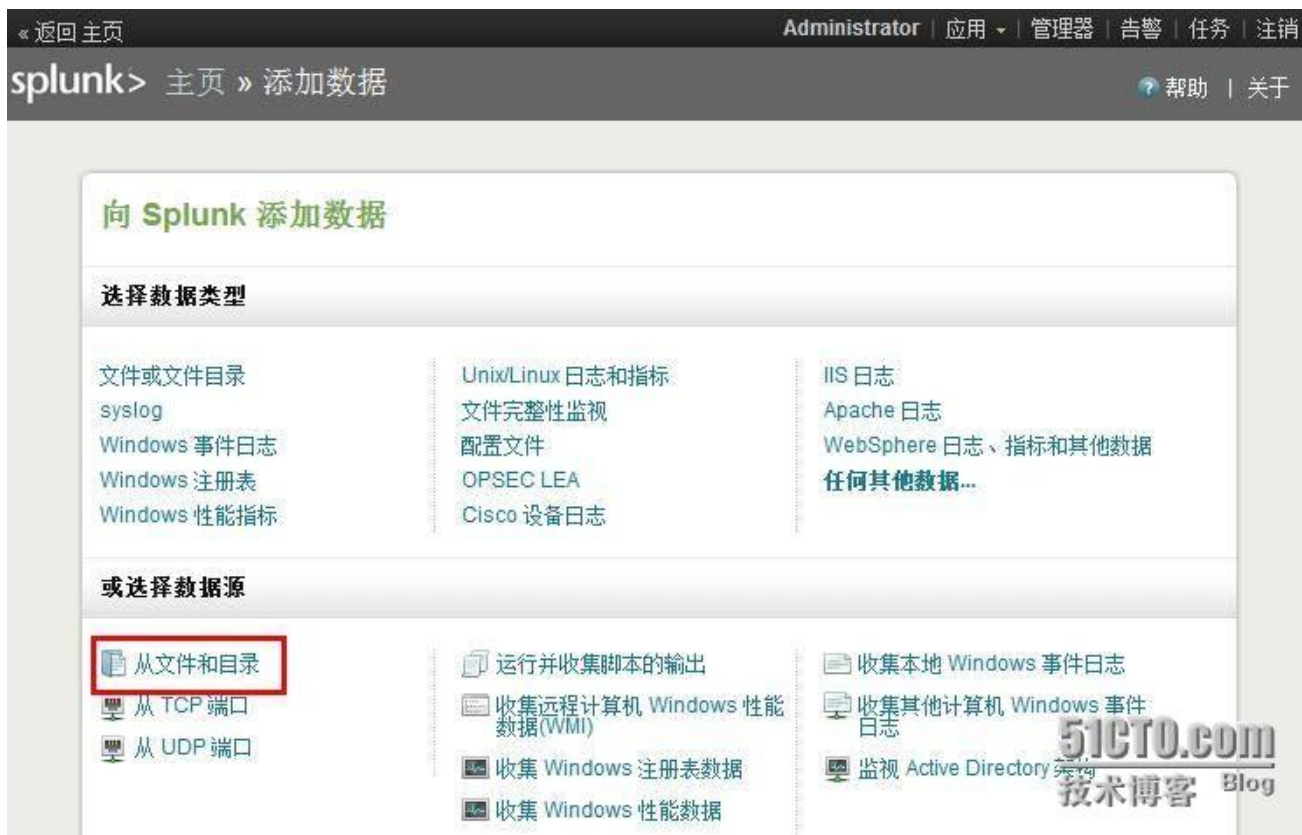 « 返回主页
Administrator | 应用 | 管理器 | 告警 | 任务 | 注销
splunk> 主页 » 添加数据
? 帮助 | 关于
向 Splunk 添加数据
选择数据类型
文件或文件目录
syslog
Windows 事件日志
Windows 注册表
Windows 性能指标
Unix/Linux 日志和指标
文件完整性监视
配置文件
OPSEC LEA
Cisco 设备日志
IIS 日志
Apache 日志
WebSphere 日志、指标和其他数据
任何其他数据...
或选择数据源
从文件和目录
从 TCP 端口
从 UDP 端口
运行并收集脚本的输出
收集远程计算机 Windows 性能
数据(WMI)
收集 Windows 注册表数据
收集 Windows 性能数据
收集本地 Windows 事件日志
收集其他计算机 Windows 事件
日志
监视 Active Directory 架构
51CTO.com
技术博客 Blog